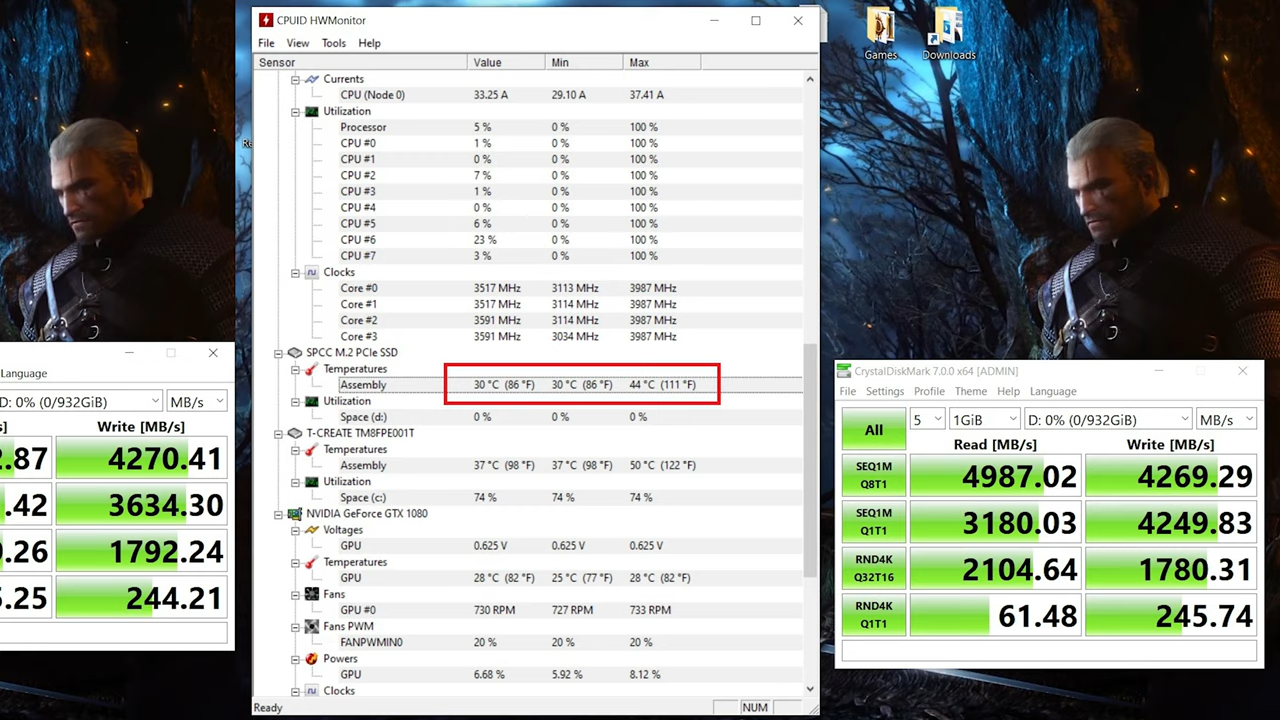 CPUID HWMonitor
File View Tools Help
Sensor Value Min Max
Currents
CPU (Node 0) 33.25 A 29.10 A 37.41 A
Utilization
Processor 5 % 0 % 100 %
CPU #0 1 % 0 % 100 %
CPU #1 0 % 0 % 100 %
CPU #2 7 % 0 % 100 %
CPU #3 1 % 0 % 100 %
CPU #4 0 % 0 % 100 %
CPU #5 6 % 0 % 100 %
CPU #6 23 % 0 % 100 %
CPU #7 3 % 0 % 100 %
Clocks
Core #0 3517 MHz 3113 MHz 3987 MHz
Core #1 3517 MHz 3114 MHz 3987 MHz
Core #2 3591 MHz 3114 MHz 3987 MHz
Core #3 3591 MHz 3034 MHz 3987 MHz
SPCC M.2 PCIe SSD
Temperatures
Assembly 30 °C (86 °F) 30 °C (86 °F) 44 °C (111 °F)
Utilization
Space (d:) 0 % 0 % 0 %
T-CREATE TM8FPE001T
Temperatures
Assembly 37 °C (98 °F) 37 °C (98 °F) 50 °C (122 °F)
Utilization
Space (c:) 74 % 74 % 74 %
NVIDIA GeForce GTX 1080
Voltages
GPU 0.625 V 0.625 V 0.625 V
Temperatures
GPU 28 °C (82 °F) 25 °C (77 °F) 28 °C (82 °F)
Fans
GPU #0 730 RPM 727 RPM 733 RPM
Fans PWM
FANPWMIN0 20 % 20 % 20 %
Powers
GPU 6.68 % 5.92 % 8.12 %
Clocks
Ready NUM
Games
Downloads
Re
Language
D: 0% (0/932GiB) MB/s
s] Write [MB/s]
2.87 4270.41
.42 3634.30
.26 1792.24
.25 244.21
CrystalDiskMark 7.0.0 x64 [ADMIN]
File Settings Profile Theme Help Language
All 5 1GiB D: 0% (0/932GiB) MB/s
Read [MB/s] Write [MB/s]
SEQ1M
Q8T1 4987.02 4269.29
SEQ1M
Q1T1 3180.03 4249.83
RND4K
Q32T16 2104.64 1780.31
RND4K
Q1T1 61.48 245.74